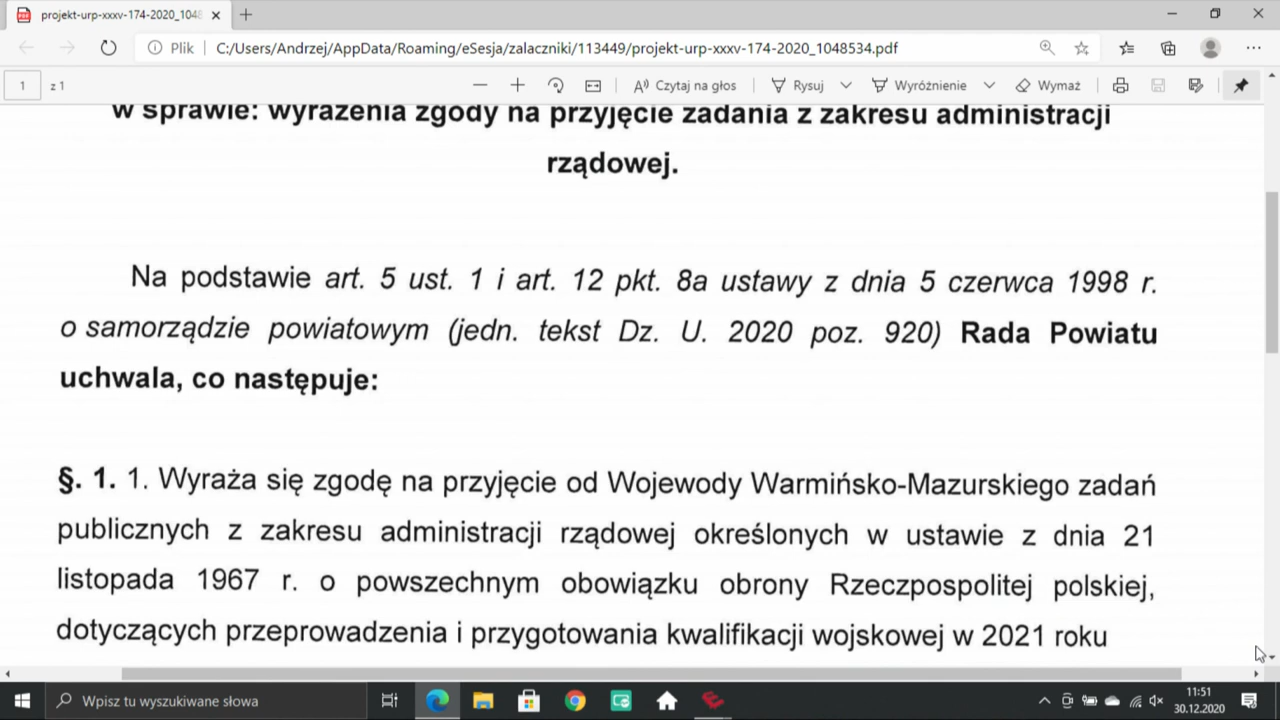 projekt-urp-xxxv-174-2020_1048
Plik C:/Users/Andrzej/AppData/Roaming/eSesja/zalaczniki/113449/projekt-urp-xxxv-174-2020_1048534.pdf
1 z 1 Czytaj na głos Rysuj Wyróżnienie Wymaż
w sprawie: wyrażenia zgody na przyjęcie zadania z zakresu administracji
rządowej.
Na podstawie art. 5 ust. 1 i art. 12 pkt. 8a ustawy z dnia 5 czerwca 1998 r.
o samorządzie powiatowym (jedn. tekst Dz. U. 2020 poz. 920) Rada Powiatu
uchwala, co następuje:
§. 1. 1. Wyraża się zgodę na przyjęcie od Wojewody Warmińsko-Mazurskiego zadań
publicznych z zakresu administracji rządowej określonych w ustawie z dnia 21
listopada 1967 r. o powszechnym obowiązku obrony Rzeczpospolitej polskiej,
dotyczących przeprowadzenia i przygotowania kwalifikacji wojskowej w 2021 roku
Wpisz tu wyszukiwane słowa
11:51
30.12.2020